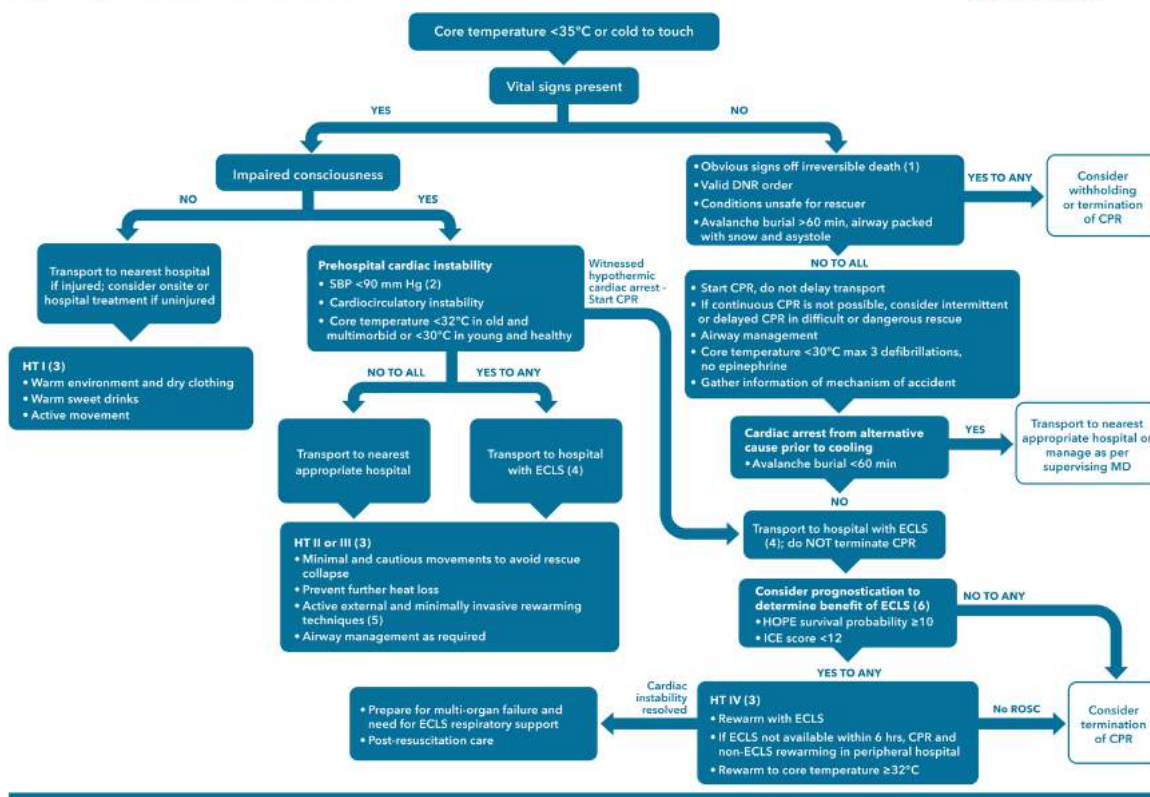 Core temperature <35°C or cold to touch
Vital signs present
YES
NO
Impaired consciousness
NO
YES
Transport to nearest hospital
if injured; consider onsite or
hospital treatment if uninjured
HT I (3)
• Warm environment and dry clothing
• Warm sweet drinks
• Active movement
Prehospital cardiac instability
• SBP <90 mm Hg (2)
• Cardiocirculatory instability
• Core temperature <32°C in old and
multimorbid or <30°C in young and healthy
Witnessed
hypothermic
cardiac arrest -
Start CPR
NO TO ALL
YES TO ANY
Transport to nearest
appropriate hospital
Transport to hospital
with ECLS (4)
HT II or III (3)
• Minimal and cautious movements to avoid rescue
collapse
• Prevent further heat loss
• Active external and minimally invasive rewarming
techniques (5)
• Airway management as required
• Obvious signs off irreversible death (1)
• Valid DNR order
• Conditions unsafe for rescuer
• Avalanche burial >60 min, airway packed
with snow and asystole
YES TO ANY
Consider
withholding
or termination
of CPR
NO TO ALL
• Start CPR, do not delay transport
• If continuous CPR is not possible, consider intermittent
or delayed CPR in difficult or dangerous rescue
• Airway management
• Core temperature <30°C max 3 defibrillations,
no epinephrine
• Gather information of mechanism of accident
Cardiac arrest from alternative
cause prior to cooling
• Avalanche burial <60 min
YES
Transport to nearest
appropriate hospital or
manage as per
supervising MD
NO
Transport to hospital with ECLS
(4); do NOT terminate CPR
Consider prognostication to
determine benefit of ECLS (6)
• HOPE survival probability ≥10
• ICE score <12
NO TO ANY
YES TO ANY
HT IV (3)
• Rewarm with ECLS
• If ECLS not available within 6 hrs, CPR and
non-ECLS rewarming in peripheral hospital
• Rewarm to core temperature ≥32°C
Cardiac
instability
resolved
• Prepare for multi-organ failure and
need for ECLS respiratory support
• Post-resuscitation care
No ROSC
Consider
termination
of CPR